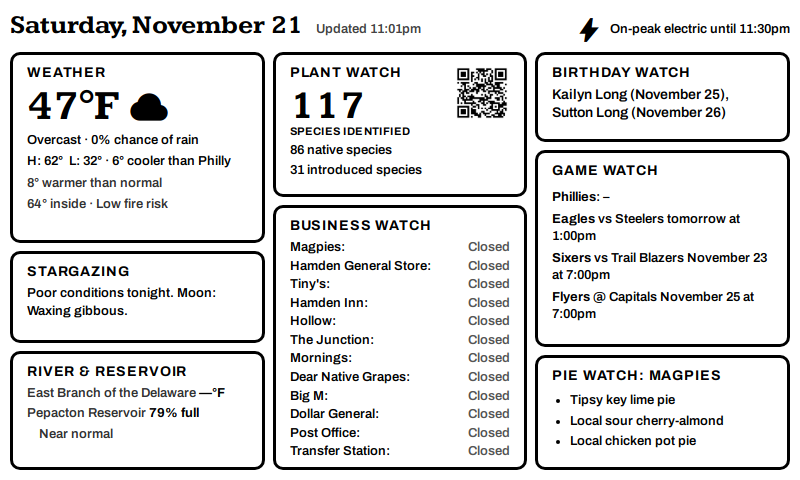 Saturday, November 21 Updated 11:01pm
On-peak electric until 11:30pm
WEATHER
47°F
Overcast · 0% chance of rain
H: 62° L: 32° · 6° cooler than Philly
8° warmer than normal
64° inside · Low fire risk
STARGAZING
Poor conditions tonight. Moon:
Waxing gibbous.
RIVER & RESERVOIR
East Branch of the Delaware —°F
Pepacton Reservoir 79% full
Near normal
PLANT WATCH
117
SPECIES IDENTIFIED
86 native species
31 introduced species
BUSINESS WATCH
Magpies: Closed
Hamden General Store: Closed
Tiny's: Closed
Hamden Inn: Closed
Hollow: Closed
The Junction: Closed
Mornings: Closed
Dear Native Grapes: Closed
Big M: Closed
Dollar General: Closed
Post Office: Closed
Transfer Station: Closed
BIRTHDAY WATCH
Kailyn Long (November 25),
Sutton Long (November 26)
GAME WATCH
Phillies: –
Eagles vs Steelers tomorrow at
1:00pm
Sixers vs Trail Blazers November 23
at 7:00pm
Flyers @ Capitals November 25 at
7:00pm
PIE WATCH: MAGPIES
• Tipsy key lime pie
• Local sour cherry-almond
• Local chicken pot pie